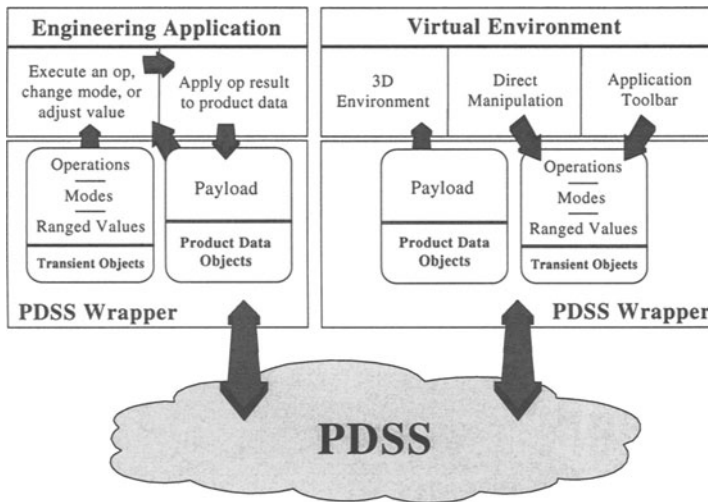 Engineering Application
Execute an op,
change mode, or
adjust value
Apply op result
to product data
Operations
Modes
Ranged Values
Transient Objects
Payload
Product Data
Objects
PDSS Wrapper
Virtual Environment
3D
Environment
Direct
Manipulation
Application
Toolbar
Payload
Product Data
Objects
Operations
Modes
Ranged Values
Transient Objects
PDSS Wrapper
PDSS